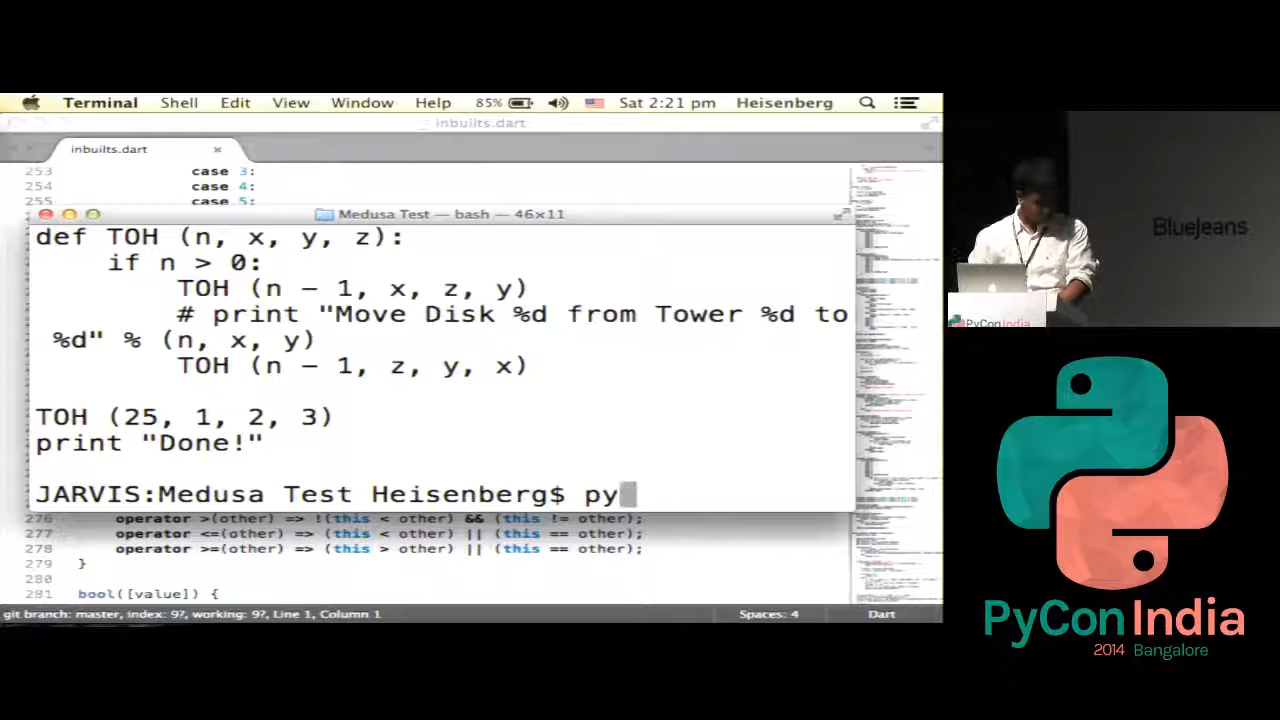 Terminal Shell Edit View Window Help 85% Sat 2:21 pm Heisenberg
inbuilts.dart
inbuilts.dart ×
253 case 3:
254 case 4:
255 case 5:
Medusa Test — bash — 46×11
def TOH (n, x, y, z):
if n > 0:
TOH (n – 1, x, z, y)
# print "Move Disk %d from Tower %d to
%d" % (n, x, y)
TOH (n – 1, z, y, x)
TOH (25, 1, 2, 3)
print "Done!"
JARVIS:Medusa Test Heisenberg$ py
276 operator >(other) => !(this < other) && (this != other);
277 operator <=(other) => (this < other) || (this == other);
278 operator >=(other) => (this > other) || (this == other);
279 }
280
281 bool([value]) {
git branch: master, index: 9?, working: 9?, Line 1, Column 1 Spaces: 4 Dart
BlueJeans
PyConIndia
PyCon India
2014 Bangalore